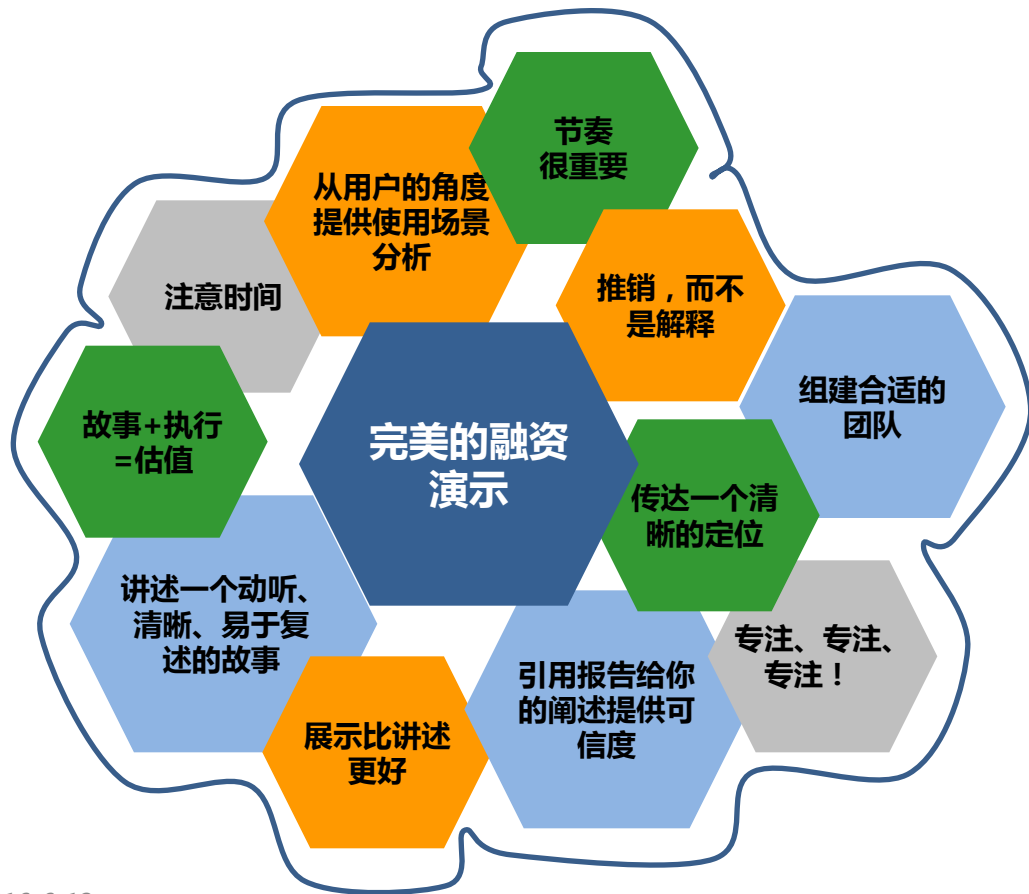 节奏
很重要
从用户的角度
提供使用场景
分析
注意时间
推销，而不
是解释
组建合适的
团队
故事+执行
=估值
完美的融资
演示
传达一个清
晰的定位
讲述一个动听、
清晰、易于复
述的故事
专注、专注、
专注！
引用报告给你
的阐述提供可
信度
展示比讲述
更好